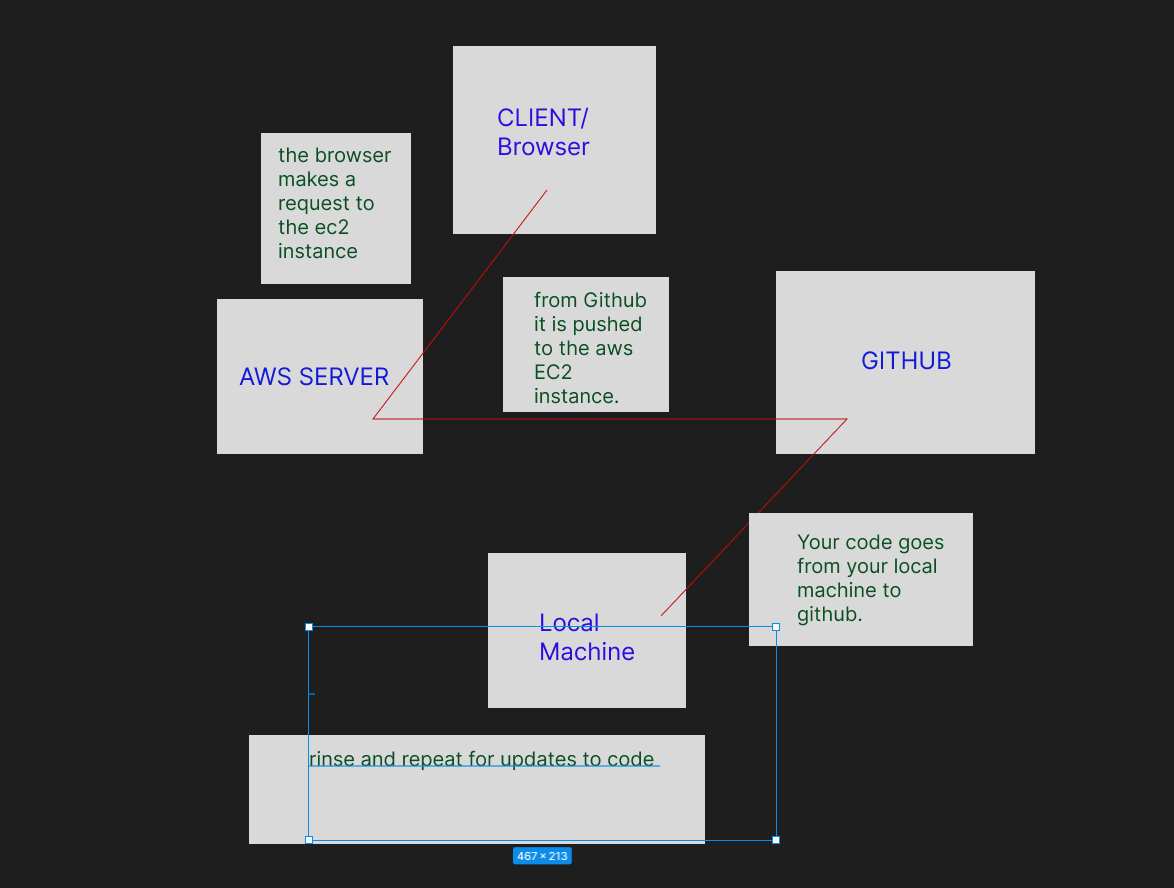 CLIENT/
Browser
the browser
makes a
request to
the ec2
instance
from Github
it is pushed
to the aws
EC2
instance.
AWS SERVER
GITHUB
Your code goes
from your local
machine to
github.
Local
Machine
rinse and repeat for updates to code
467 × 213